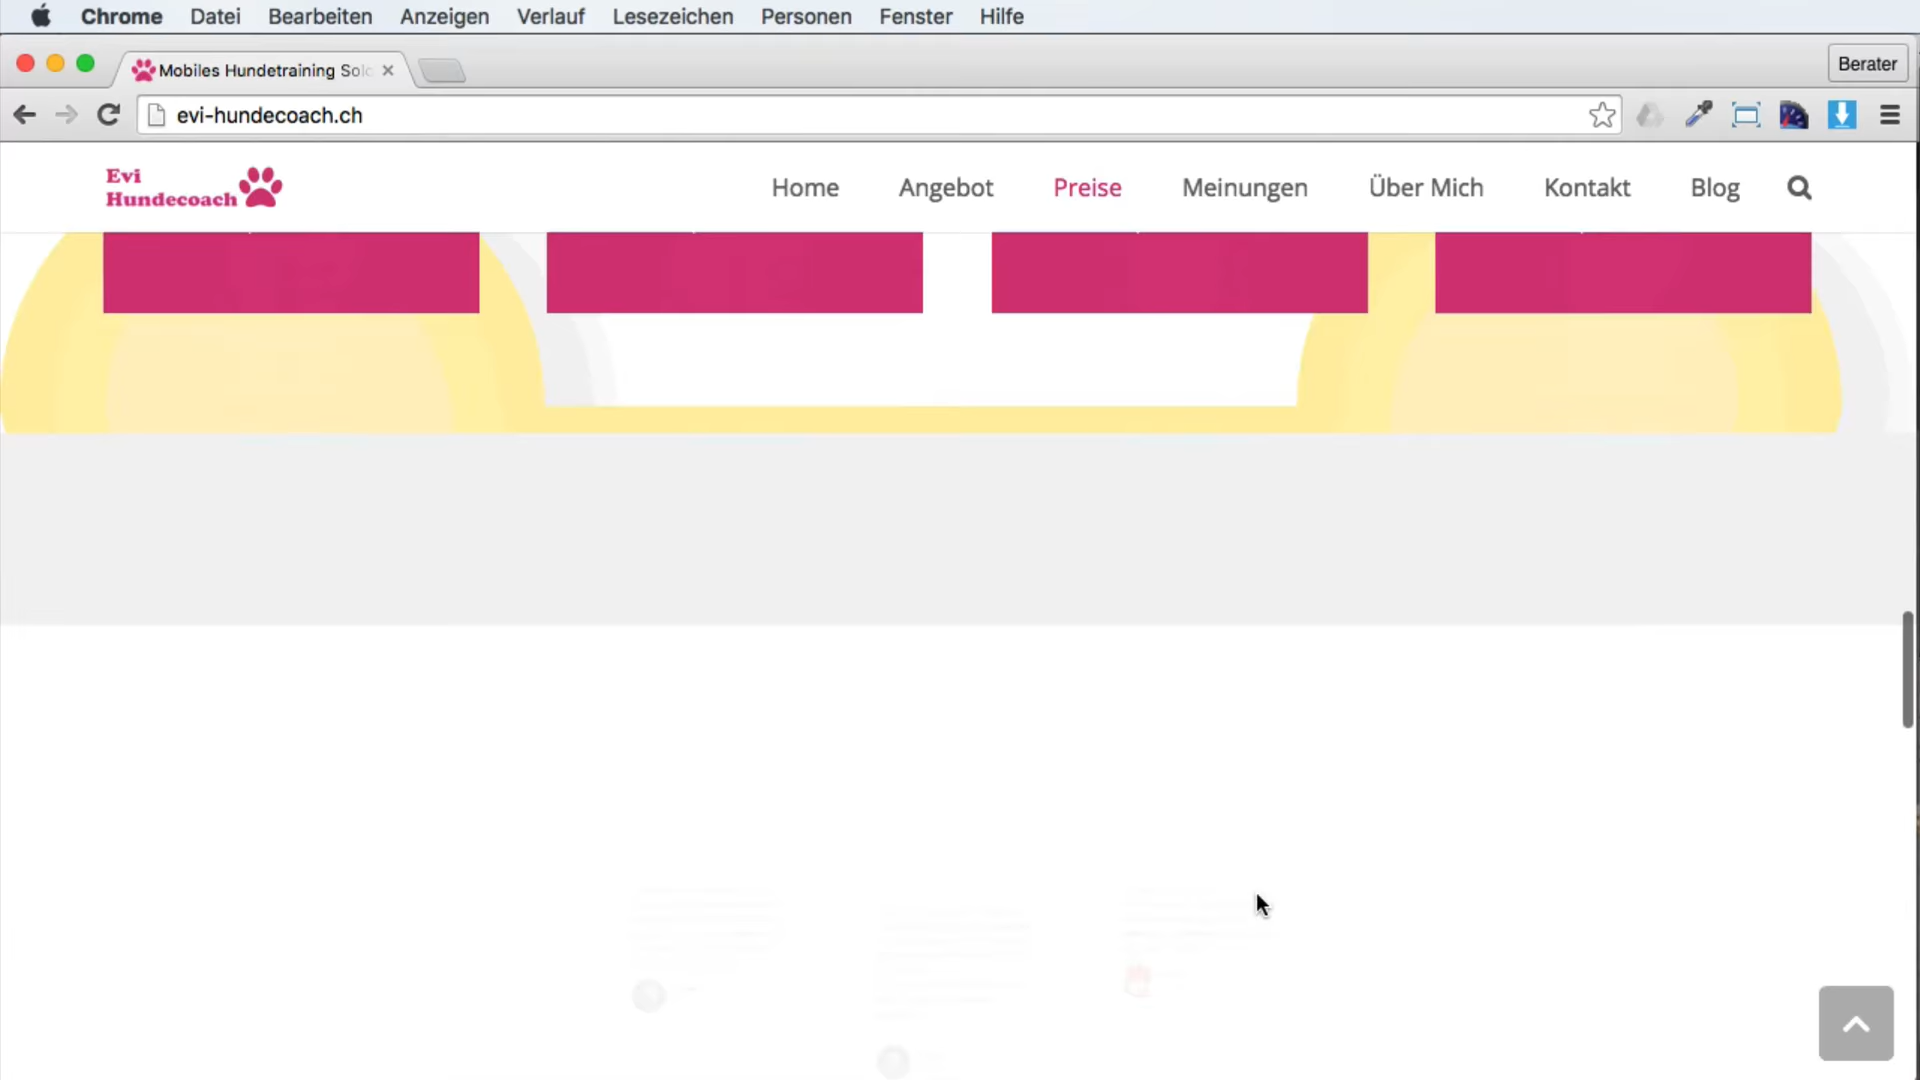 Chrome Datei Bearbeiten Anzeigen Verlauf Lesezeichen Personen Fenster Hilfe
Mobiles Hundetraining Solo
Berater
evi-hundecoach.ch
Evi
Hundecoach
Home Angebot Preise Meinungen Über Mich Kontakt Blog